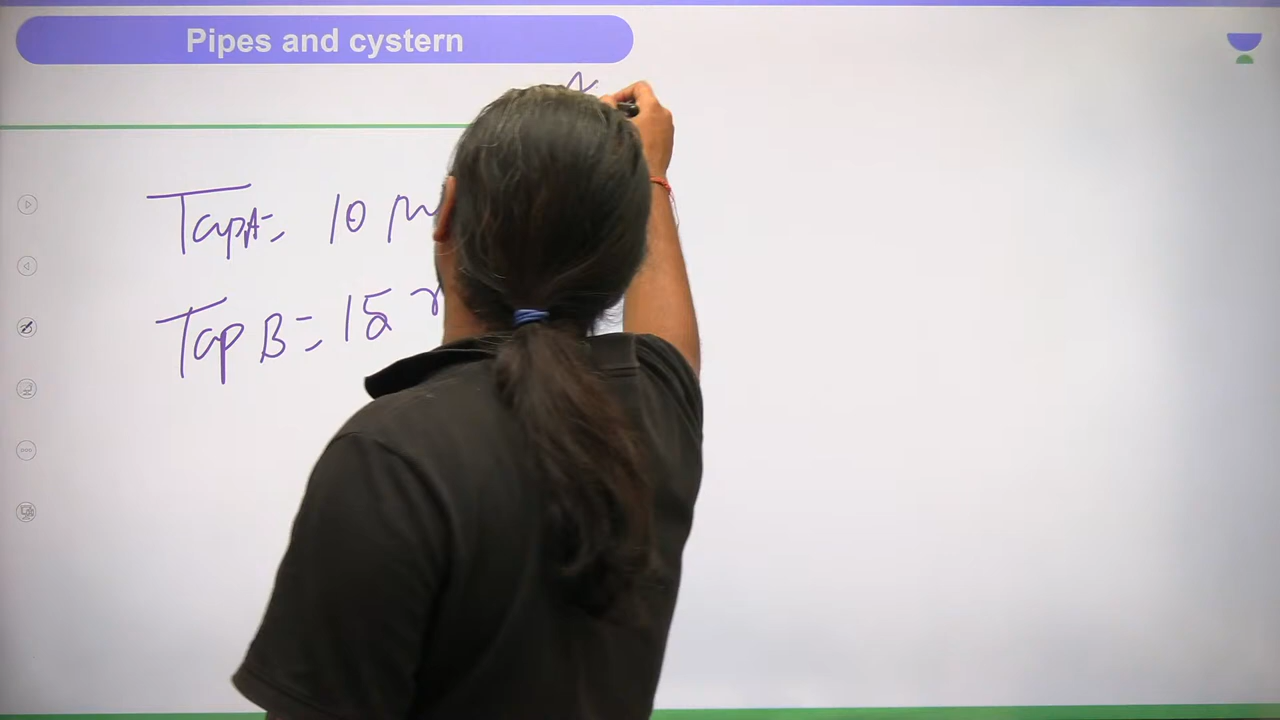 Pipes and cystern
TapA = 10
Tap B = 15